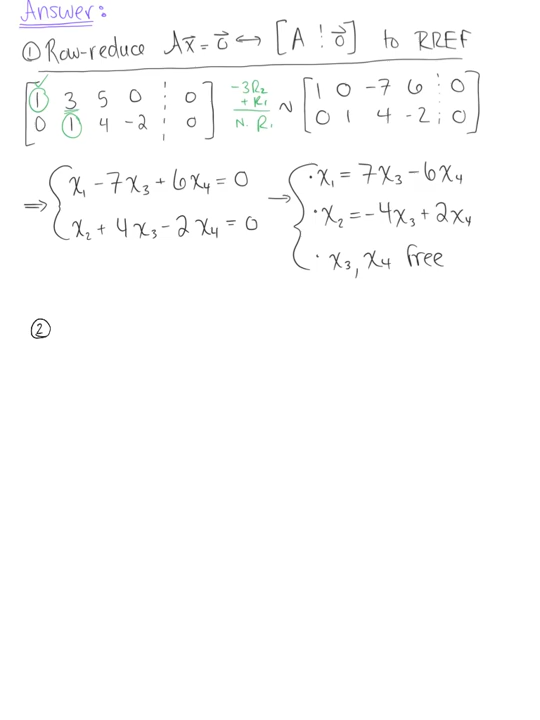 Answer:
① Row-reduce Ax⃗ = 0⃗ ↔ [A ⋮ 0⃗] to RREF
[1 3 5 0 ⋮ 0] -3R₂ + R₁ ~ [1 0 -7 6 ⋮ 0]
[0 1 4 -2 ⋮ 0] N. R₁ [0 1 4 -2 ⋮ 0]
⇒ { x₁ - 7x₃ + 6x₄ = 0 → { · x₁ = 7x₃ - 6x₄
x₂ + 4x₃ - 2x₄ = 0 · x₂ = -4x₃ + 2x₄
· x₃, x₄ free
②